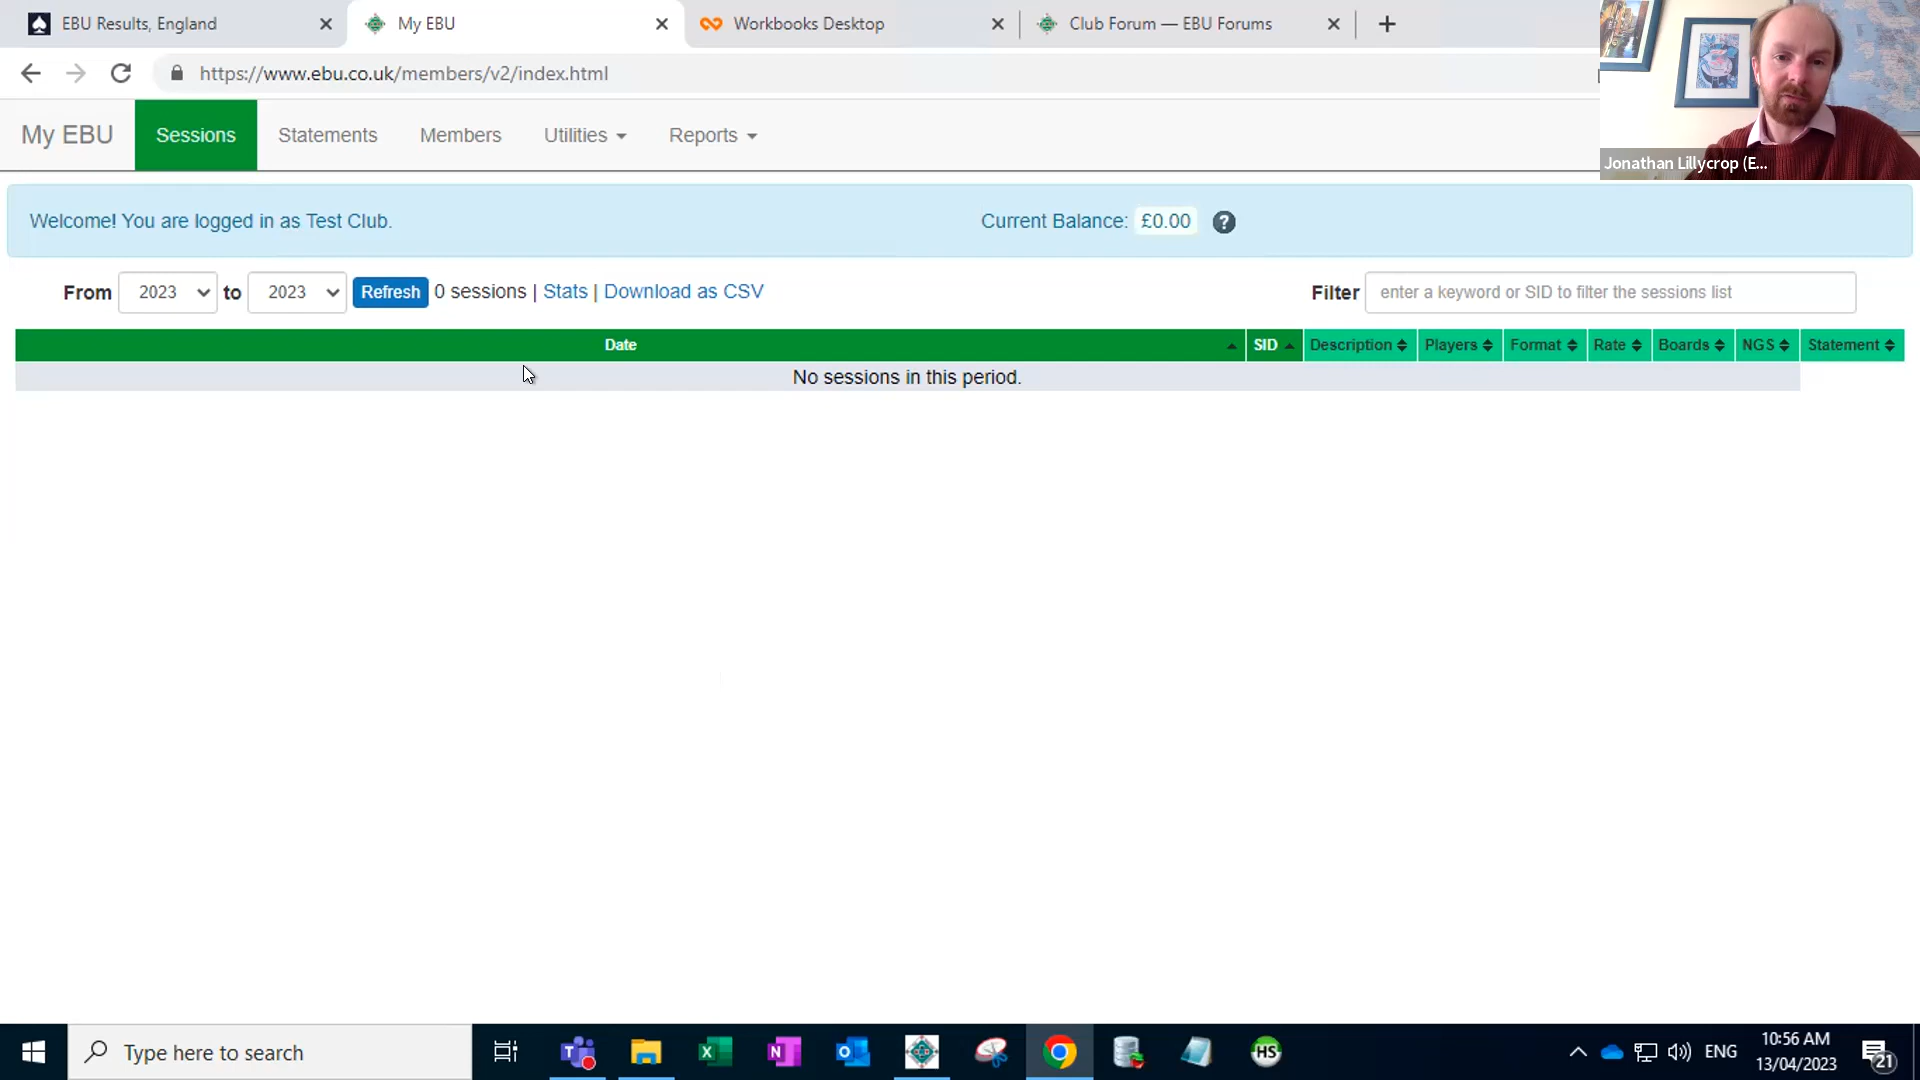 EBU Results, England
My EBU
Workbooks Desktop
Club Forum — EBU Forums
https://www.ebu.co.uk/members/v2/index.html
My EBU
Sessions
Statements
Members
Utilities
Reports
Jonathan Lillycrop (E...
Welcome! You are logged in as Test Club.
Current Balance: £0.00
From 2023 to 2023 Refresh 0 sessions | Stats | Download as CSV
Filter enter a keyword or SID to filter the sessions list
Date SID Description Players Format Rate Boards NGS Statement
No sessions in this period.
Type here to search
HS
ENG
10:56 AM
13/04/2023
21